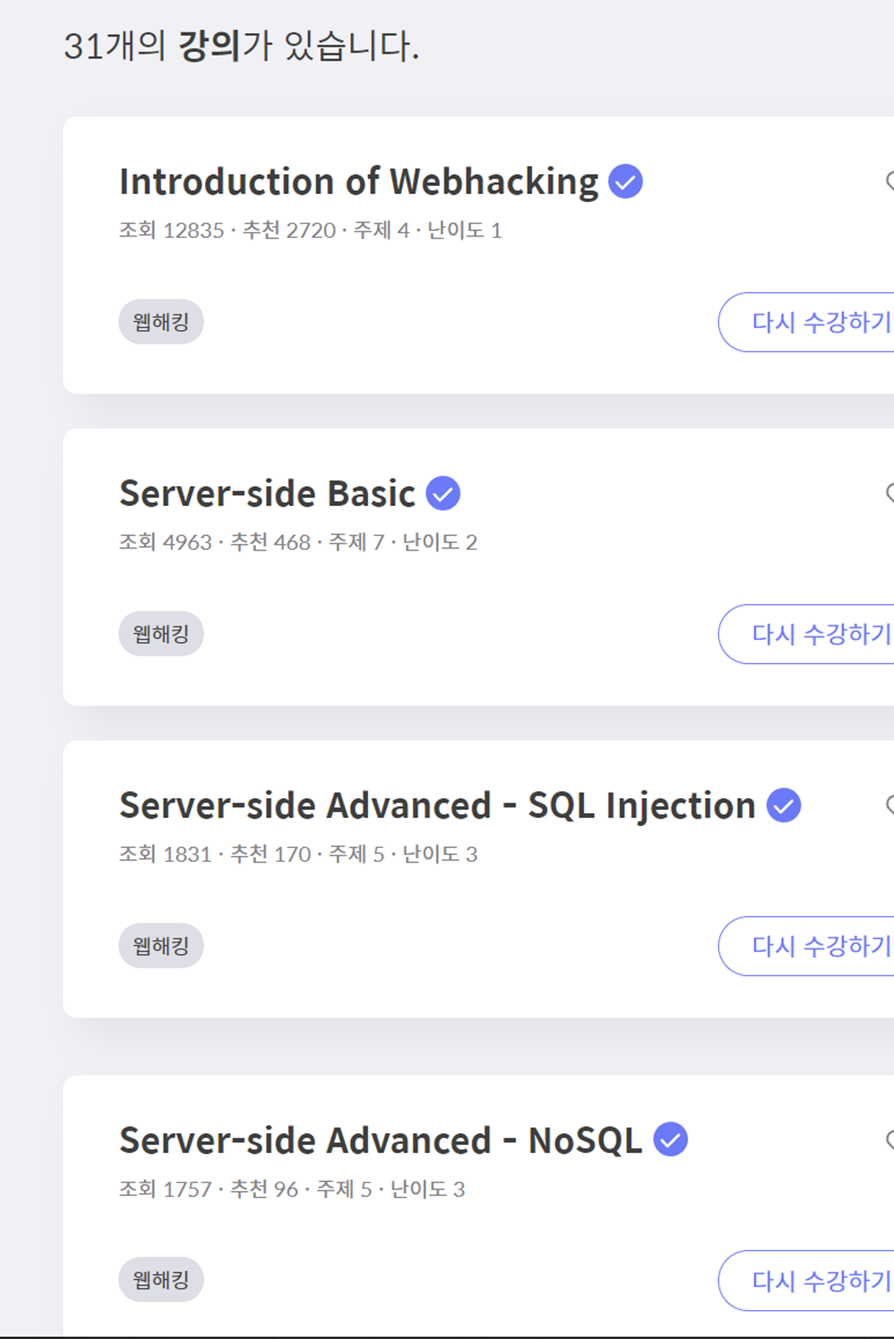 31개의 강의가 있습니다.
Introduction of Webhacking
조회 12835 · 추천 2720 · 주제 4 · 난이도 1
웹해킹
다시 수강하기
Server-side Basic
조회 4963 · 추천 468 · 주제 7 · 난이도 2
웹해킹
다시 수강하기
Server-side Advanced - SQL Injection
조회 1831 · 추천 170 · 주제 5 · 난이도 3
웹해킹
다시 수강하기
Server-side Advanced - NoSQL
조회 1757 · 추천 96 · 주제 5 · 난이도 3
웹해킹
다시 수강하기